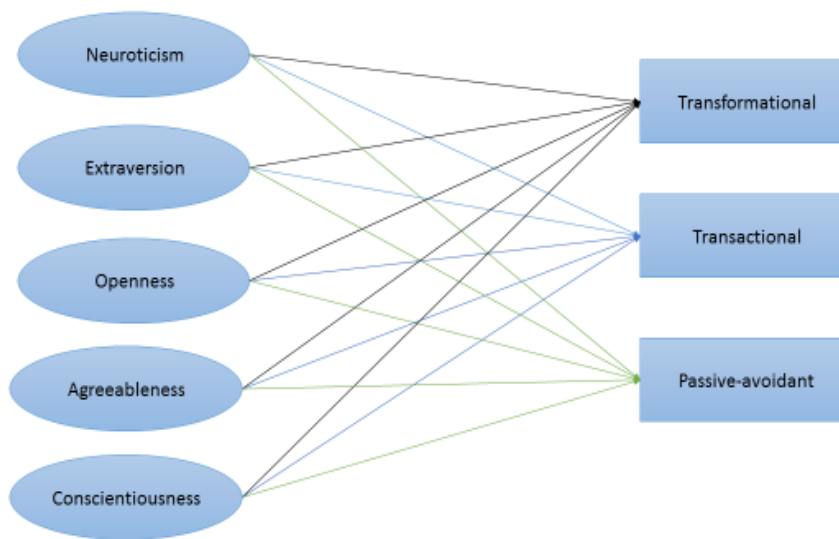 Neuroticism
Extraversion
Openness
Agreeableness
Conscientiousness
Transformational
Transactional
Passive-avoidant